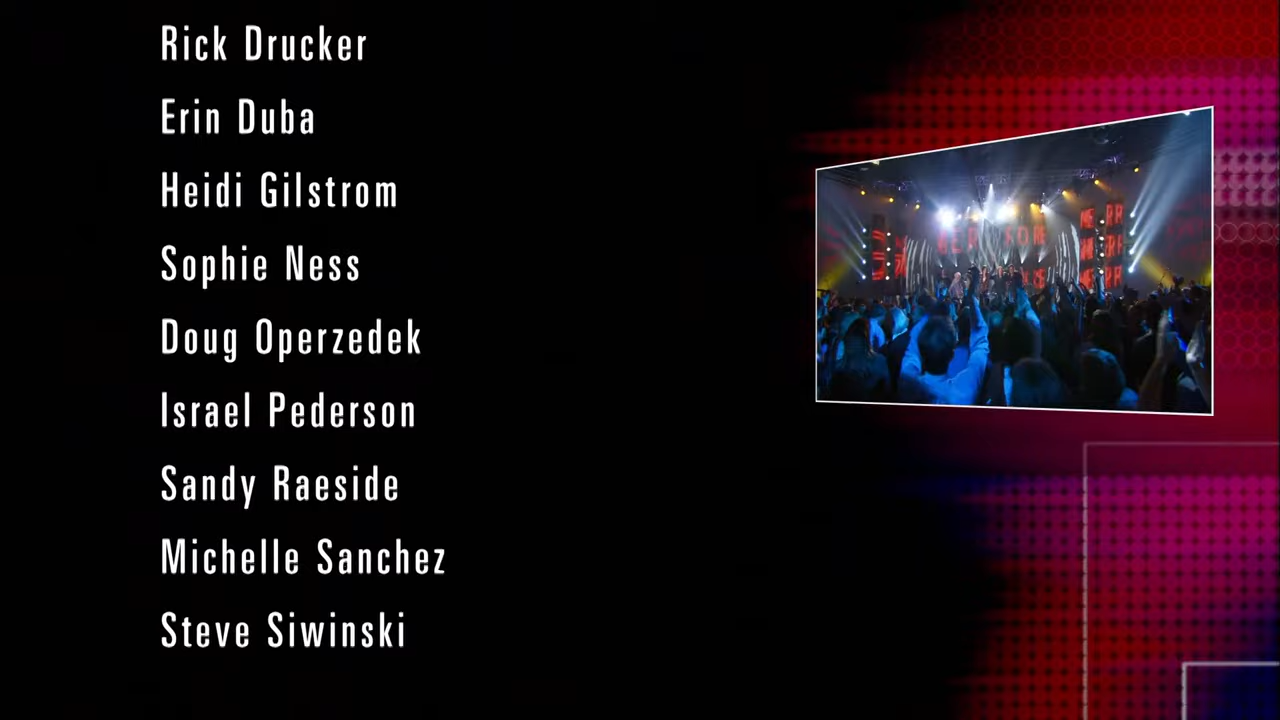 Rick Drucker
Erin Duba
Heidi Gilstrom
Sophie Ness
Doug Operzedek
Israel Pederson
Sandy Raeside
Michelle Sanchez
Steve Siwinski